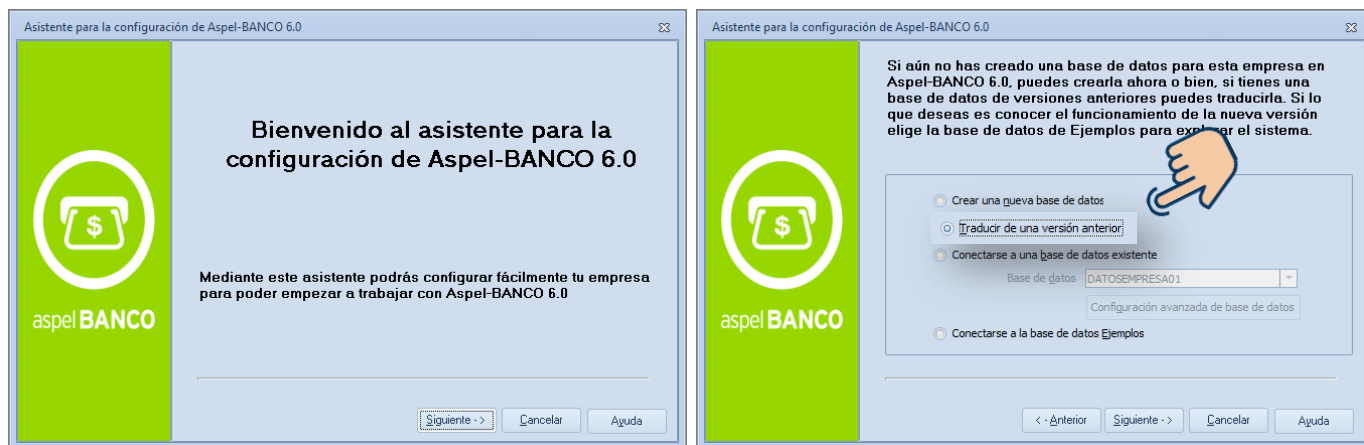 Asistente para la configuración de Aspel-BANCO 6.0
Bienvenido al asistente para la
configuración de Aspel-BANCO 6.0
Mediante este asistente podrás configurar fácilmente tu empresa
para poder empezar a trabajar con Aspel-BANCO 6.0
$
aspel BANCO
Siguiente ->
Cancelar
Ayuda
Asistente para la configuración de Aspel-BANCO 6.0
Si aún no has creado una base de datos para esta empresa en
Aspel-BANCO 6.0, puedes crearla ahora o bien, si tienes una
base de datos de versiones anteriores puedes traducirla. Si lo
que deseas es conocer el funcionamiento de la nueva versión
elige la base de datos de Ejemplos para explorar el sistema.
Crear una nueva base de datos
Traducir de una versión anterior
Conectarse a una base de datos existente
Base de datos DATOSEMPRESA01
Configuración avanzada de base de datos
Conectarse a la base de datos Ejemplos
$
aspel BANCO
<- Anterior
Siguiente ->
Cancelar
Ayuda